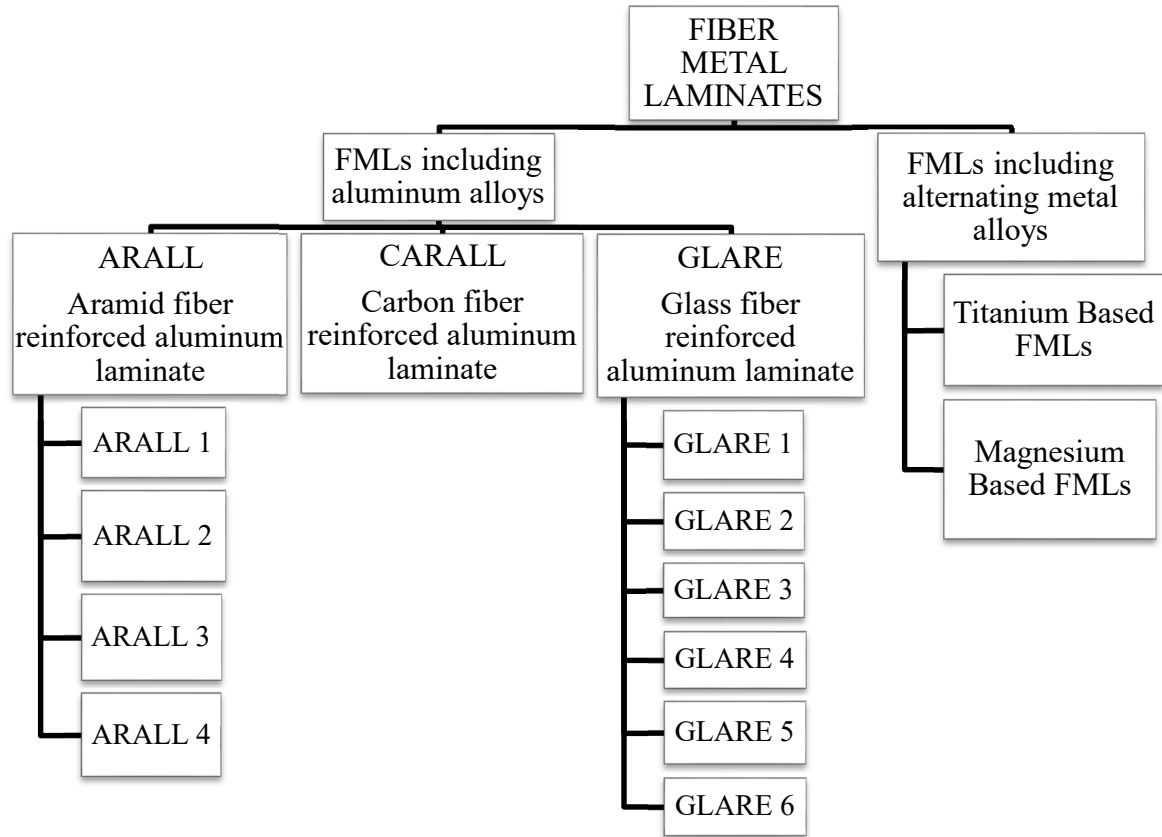 FIBER
METAL
LAMINATES
FMLs including
aluminum alloys
FMLs including
alternating metal
alloys
ARALL
Aramid fiber
reinforced aluminum
laminate
CARALL
Carbon fiber
reinforced aluminum
laminate
GLARE
Glass fiber
reinforced
aluminum laminate
Titanium Based
FMLs
Magnesium
Based FMLs
ARALL 1
ARALL 2
ARALL 3
ARALL 4
GLARE 1
GLARE 2
GLARE 3
GLARE 4
GLARE 5
GLARE 6